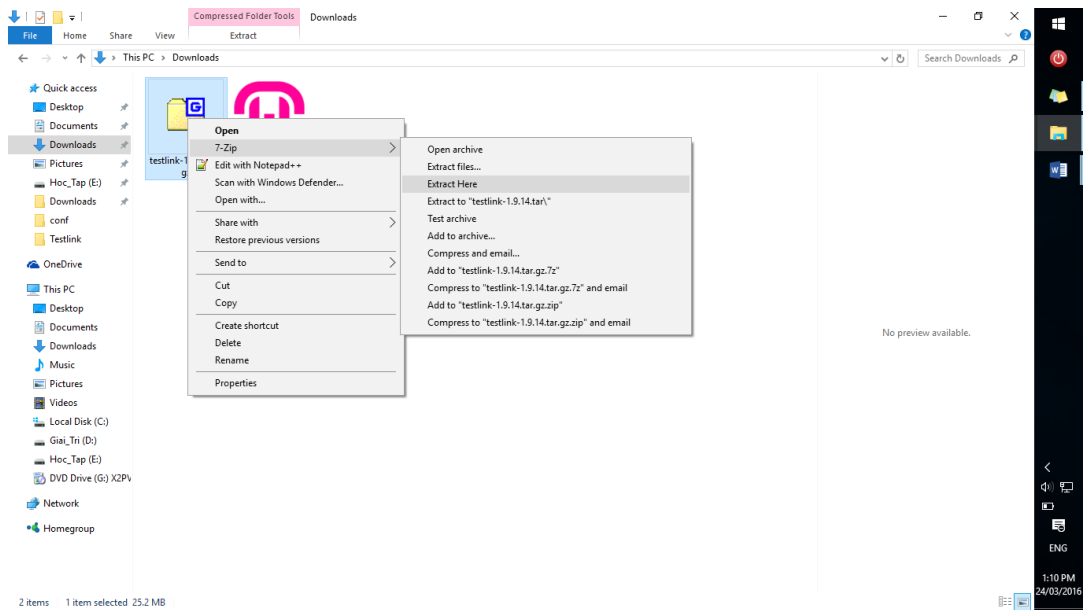 Compressed Folder Tools
Downloads
File
Home
Share
View
Extract
This PC
Downloads
Search Downloads
Quick access
Desktop
Documents
Downloads
Pictures
Hoc_Tap (E:)
Downloads
conf
Testlink
OneDrive
This PC
Desktop
Documents
Downloads
Music
Pictures
Videos
Local Disk (C:)
Giai_Tri (D:)
Hoc_Tap (E:)
DVD Drive (G:) X2PV
Network
Homegroup
testlink-1
g
Open
7-Zip
Edit with Notepad++
Scan with Windows Defender...
Open with...
Share with
Restore previous versions
Send to
Cut
Copy
Create shortcut
Delete
Rename
Properties
Open archive
Extract files...
Extract Here
Extract to "testlink-1.9.14.tar\"
Test archive
Add to archive...
Compress and email...
Add to "testlink-1.9.14.tar.gz.7z"
Compress to "testlink-1.9.14.tar.gz.7z" and email
Add to "testlink-1.9.14.tar.gz.zip"
Compress to "testlink-1.9.14.tar.gz.zip" and email
No preview available.
2 items 1 item selected 25.2 MB
ENG
1:10 PM
24/03/2016